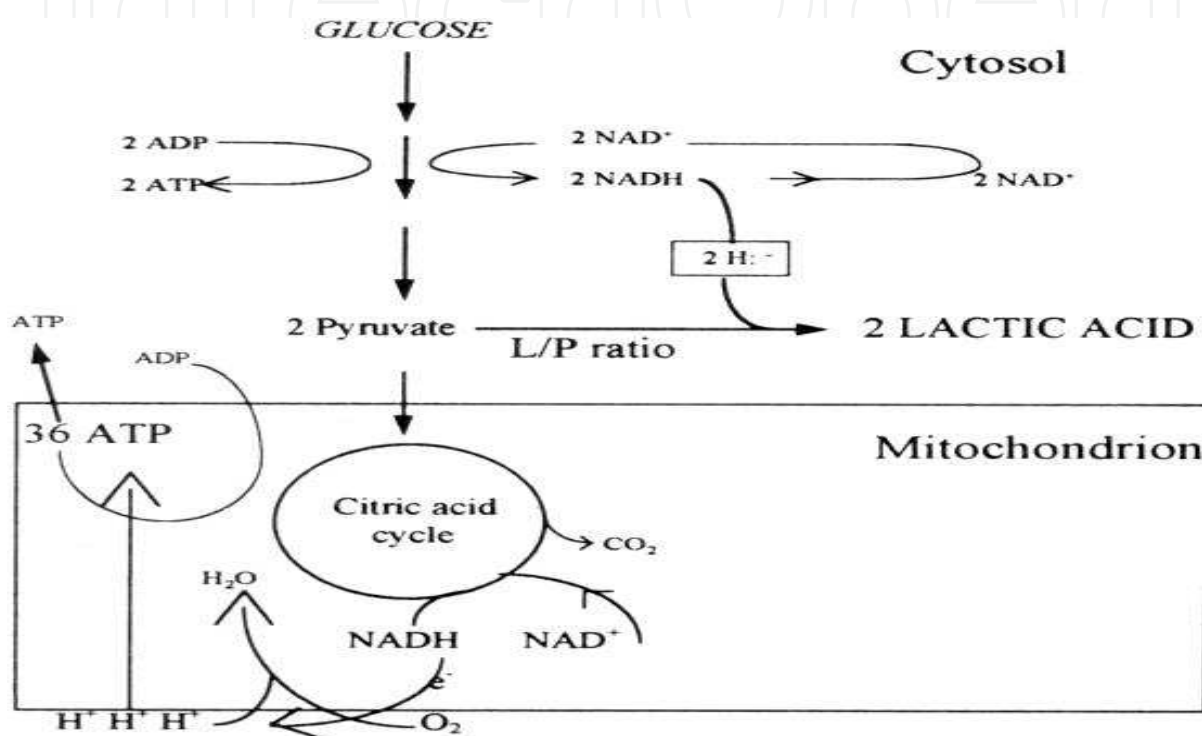 GLUCOSE
Cytosol
2 ADP
2 NAD⁺
2 ATP
2 NADH
2 NAD⁺
2 H: ⁻
ATP
2 Pyruvate
2 LACTIC ACID
L/P ratio
ADP
36 ATP
Mitochondrion
Citric acid
cycle
CO₂
H₂O
NADH
NAD⁺
e⁻
H⁺ H⁺ H⁺
O₂